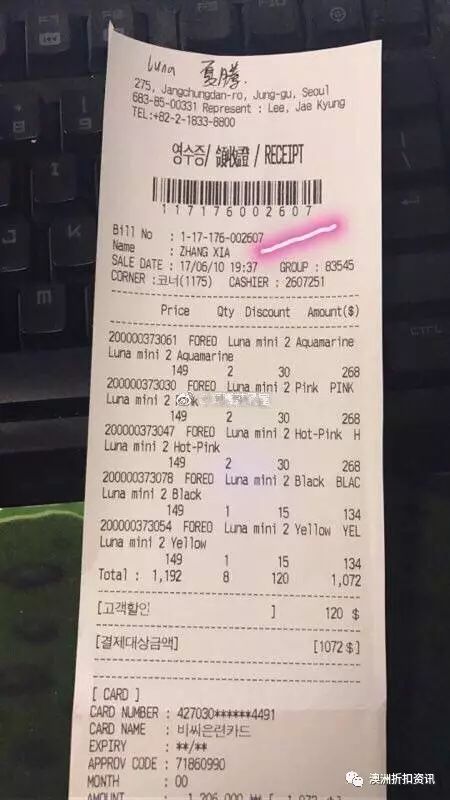 Luna 夏腾.
275, Jangchungdan-ro, Jung-gu, Seoul
683-85-00331 Represent : Lee, Jae Kyung
TEL:+82-2-1833-8800
영수증/ 領收證 / RECEIPT
117176002607
Bill No : 1-17-176-002607
Name : ZHANG XIA
SALE DATE : 17/06/10 19:37 GROUP : 83545
CORNER :코너(1175) CASHIER : 2607251
Price Qty Discount Amount($)
200000373061 FOREO Luna mini 2 Aquamarine
Luna mini 2 Aquamarine
149 2 30 268
200000373030 FOREO Luna mini 2 Pink PINK
Luna mini 2
149 2 30 268
200000373047 FOREO Luna mini 2 Hot-Pink H
Luna mini 2 Hot-Pink
149 2 30 268
200000373078 FOREO Luna mini 2 Black BLAC
Luna mini 2 Black
149 1 15 134
200000373054 FOREO Luna mini 2 Yellow YEL
Luna mini 2 Yellow
149 1 15 134
Total : 1,192 8 120 1,072
[고객할인 ] 120 $
[결제대상금액] [1072 $]
[ CARD ]
CARD NUMBER : 427030******4491
CARD NAME : 비씨은련카드
EXPIRY : **/**
APPROV CODE : 71860990
MONTH : 00
AMOUNT : 1,206,000 ₩ [ 1,072 $]
CTRL
澳洲折扣资讯